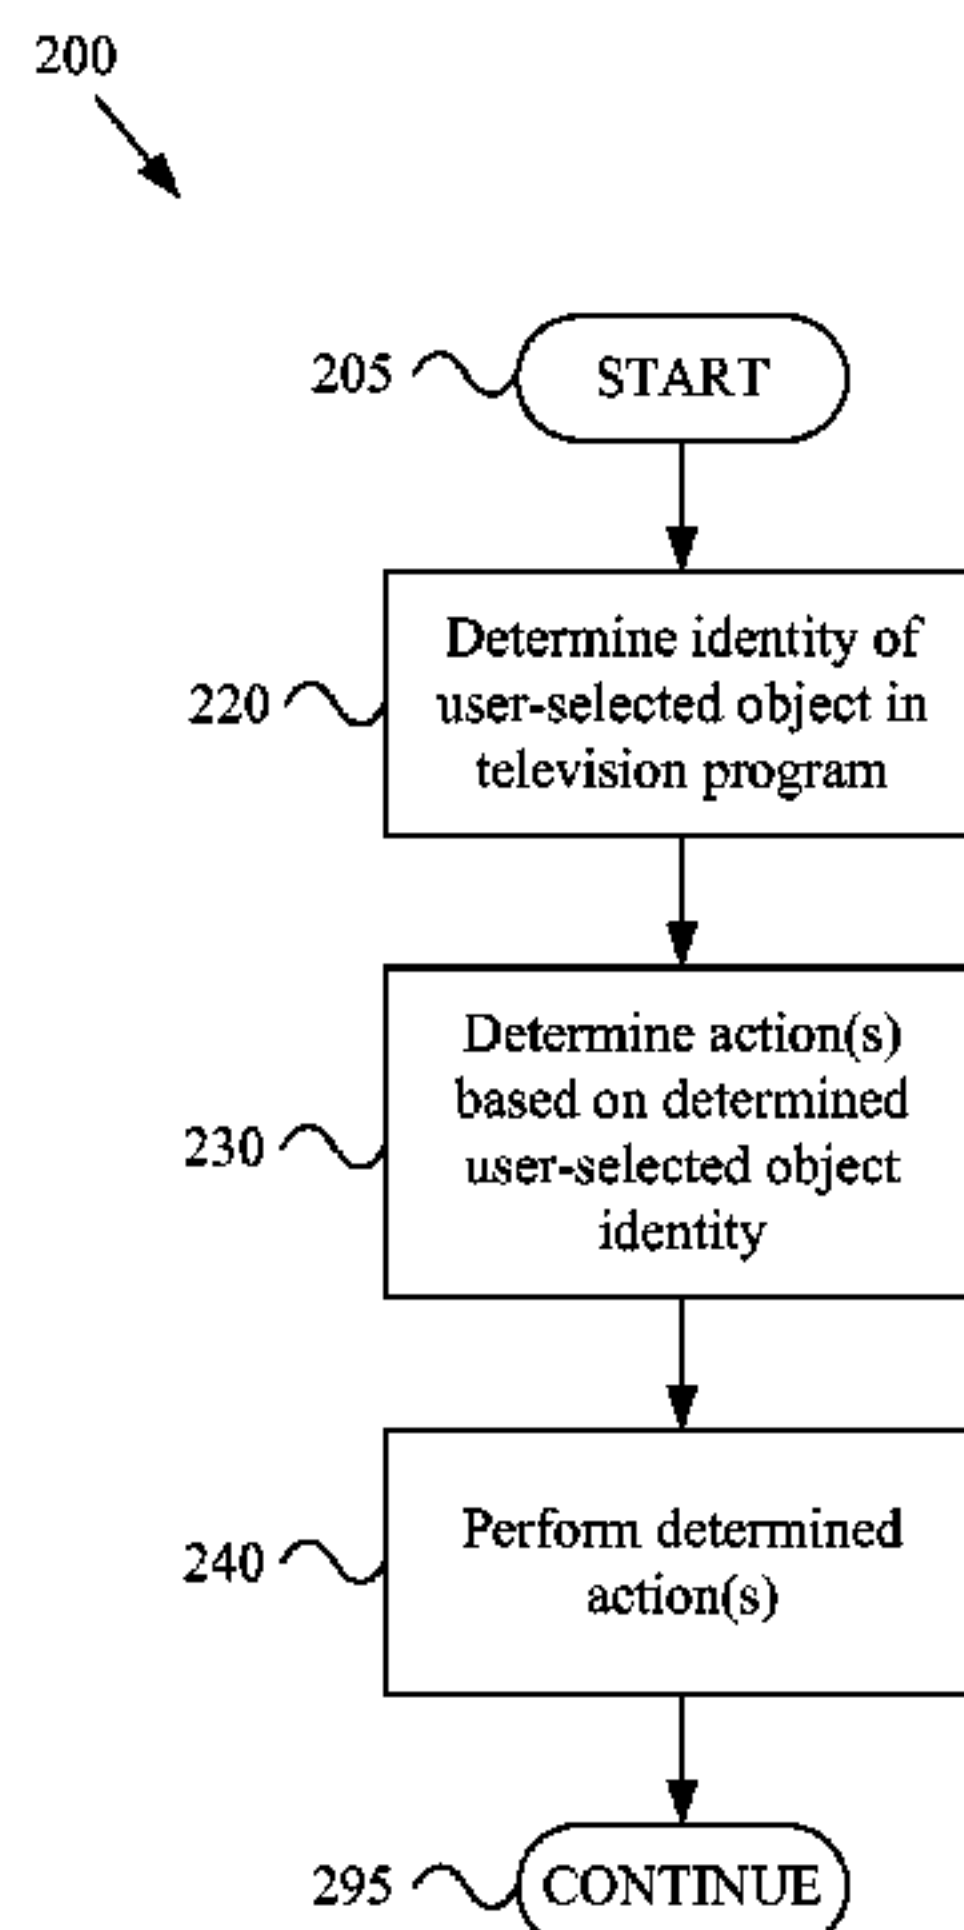 200
205
START
220
Determine identity of
user-selected object in
television program
230
Determine action(s)
based on determined
user-selected object
identity
240
Perform determined
action(s)
295
CONTINUE